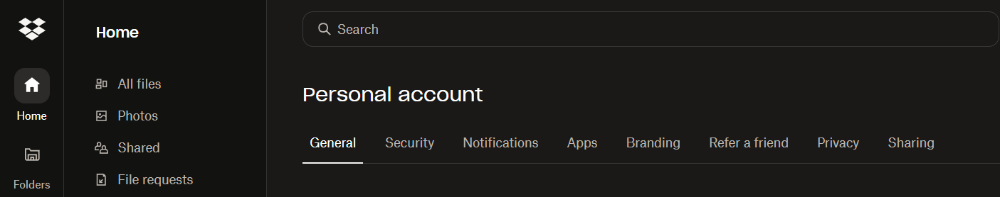 Home
Folders
Home
All files
Photos
Shared
File requests
Search
Personal account
General Security Notifications Apps Branding Refer a friend Privacy Sharing